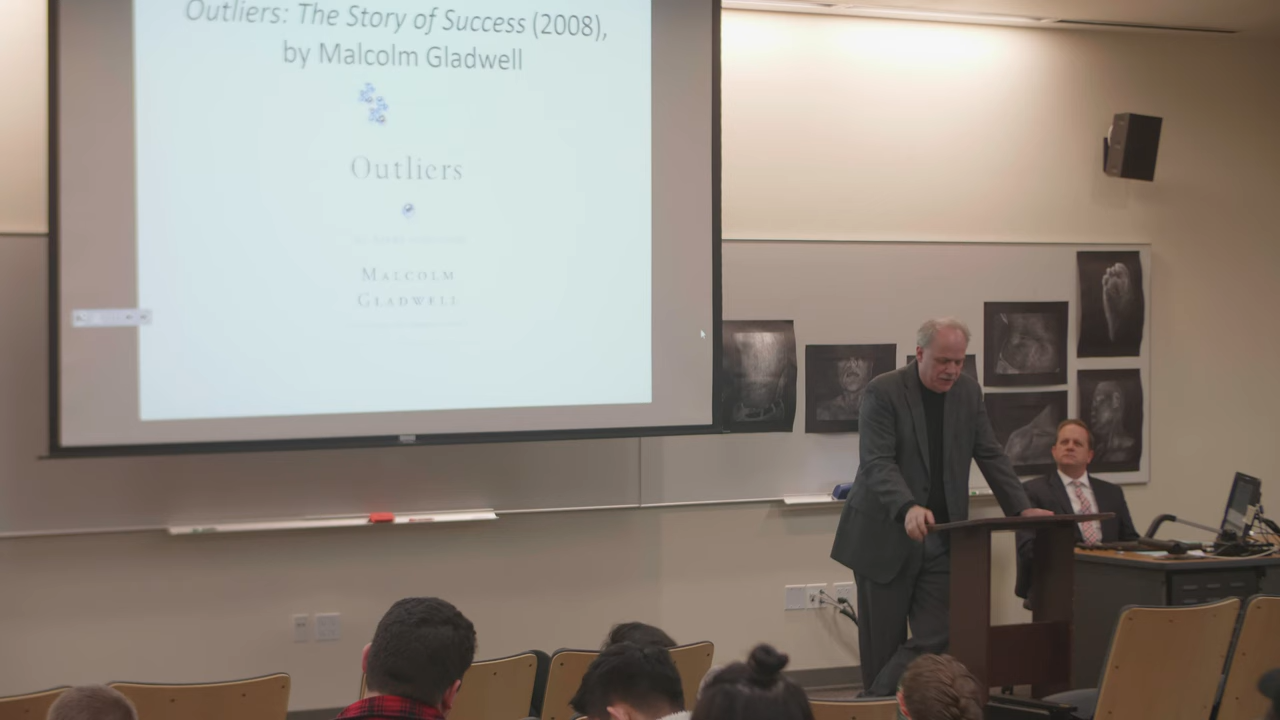 Outliers: The Story of Success (2008),
by Malcolm Gladwell
Outliers
MALCOLM
GLADWELL